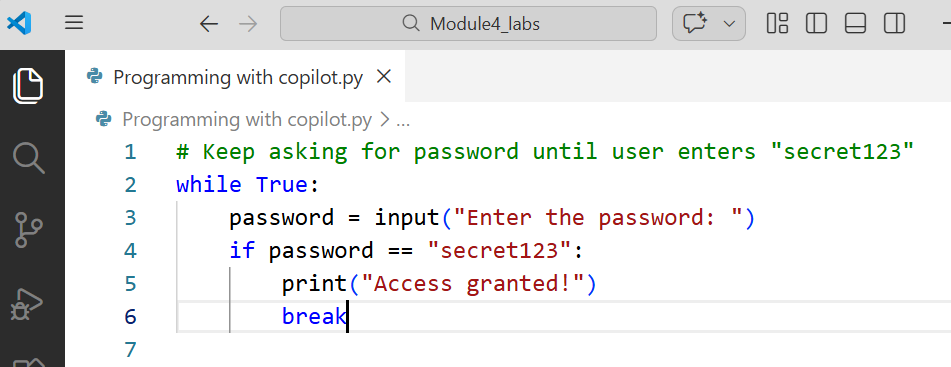 Module4_labs
Programming with copilot.py
Programming with copilot.py > ...
1 # Keep asking for password until user enters "secret123"
2 while True:
3     password = input("Enter the password: ")
4     if password == "secret123":
5         print("Access granted!")
6         break
7